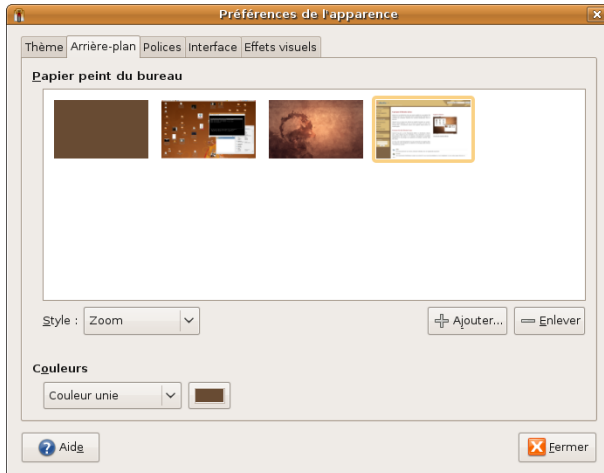 Préférences de l'apparence
Thème Arrière-plan Polices Interface Effets visuels
Papier peint du bureau
Style : Zoom
Ajouter... Enlever
Couleurs
Couleur unie
Aide Fermer